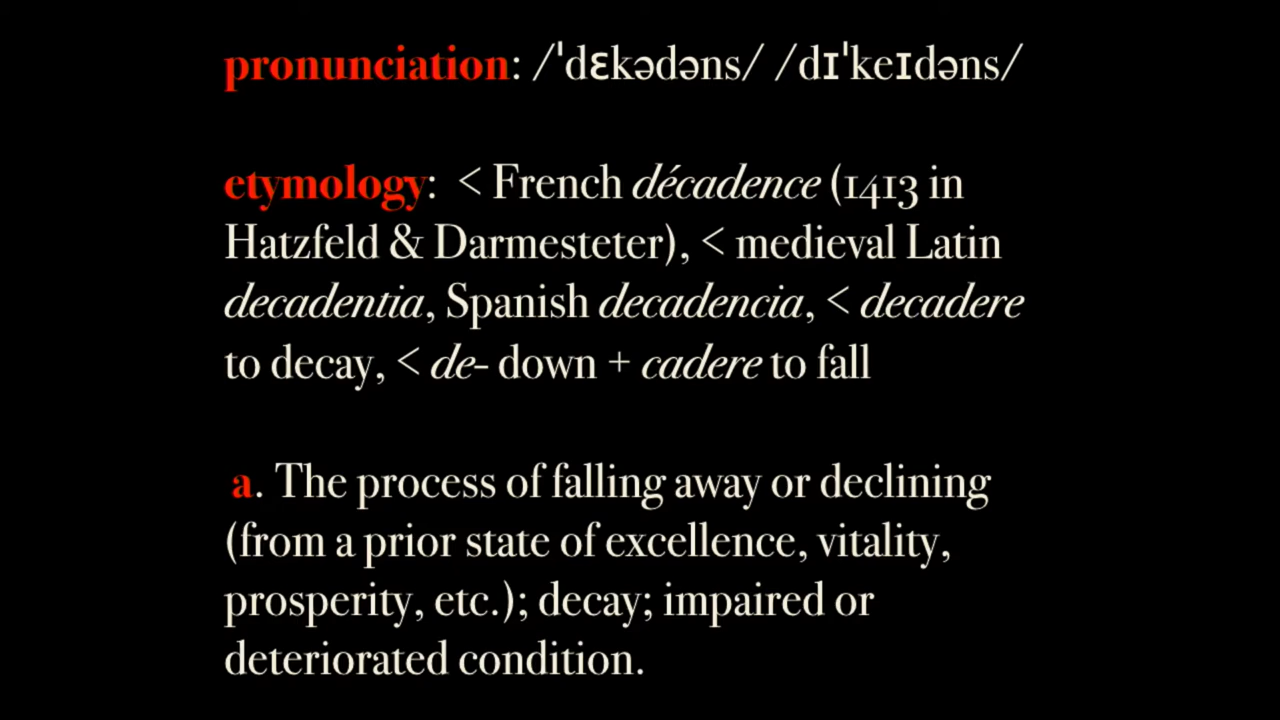 pronunciation: /ˈdɛkədəns/ /dɪˈkeɪdəns/
etymology: < French décadence (1413 in
Hatzfeld & Darmesteter), < medieval Latin
decadentia, Spanish decadencia, < decadere
to decay, < de- down + cadere to fall
a. The process of falling away or declining
(from a prior state of excellence, vitality,
prosperity, etc.); decay; impaired or
deteriorated condition.